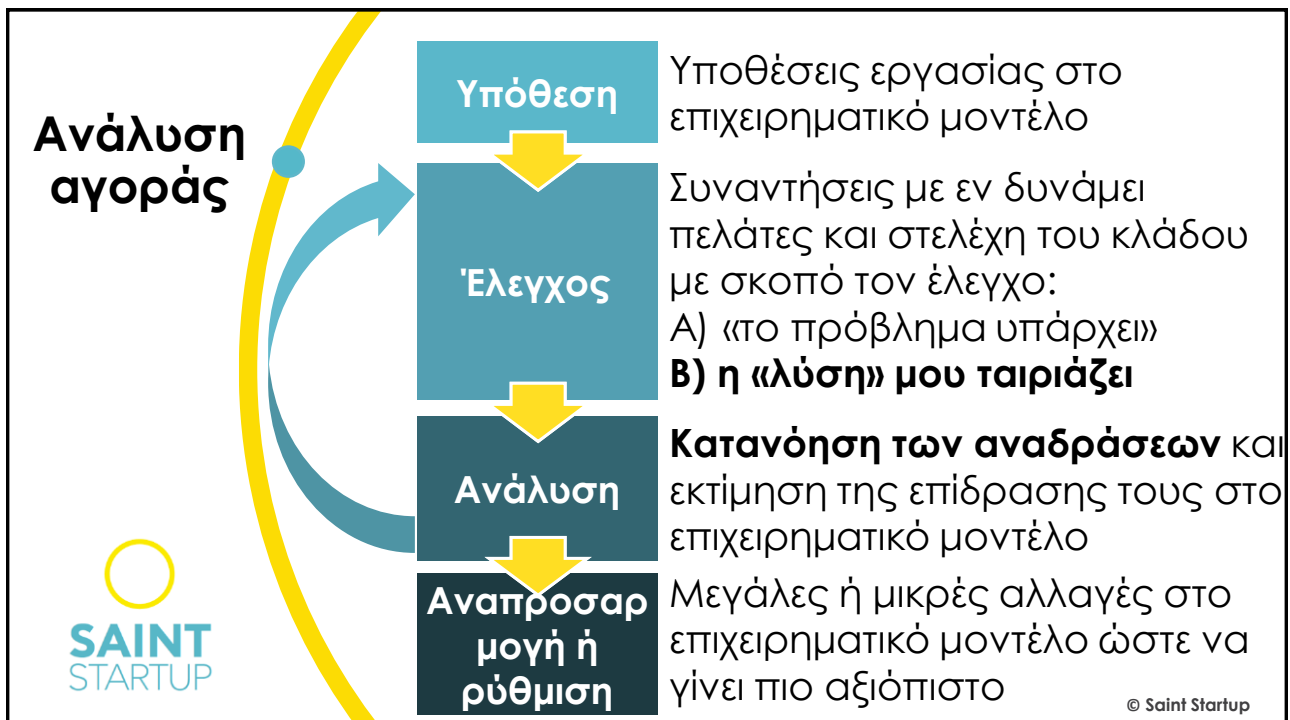 Ανάλυση
αγοράς
Υπόθεση
Υποθέσεις εργασίας στο
επιχειρηματικό μοντέλο
Έλεγχος
Συναντήσεις με εν δυνάμει
πελάτες και στελέχη του κλάδου
με σκοπό τον έλεγχο:
Α) «το πρόβλημα υπάρχει»
Β) η «λύση» μου ταιριάζει
Ανάλυση
Κατανόηση των αναδράσεων και
εκτίμηση της επίδρασης τους στο
επιχειρηματικό μοντέλο
Αναπροσαρ
μογή ή
ρύθμιση
Μεγάλες ή μικρές αλλαγές στο
επιχειρηματικό μοντέλο ώστε να
γίνει πιο αξιόπιστο
SAINT
STARTUP
© Saint Startup